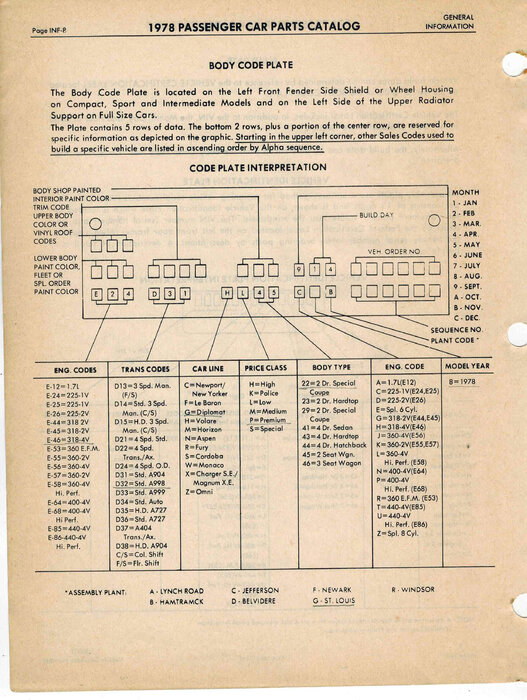 Page INF-8
1978 PASSENGER CAR PARTS CATALOG
GENERAL
INFORMATION
BODY CODE PLATE
The Body Code Plate is located on the Left Front Fender Side Shield or Wheel Housing
on Compact, Sport and Intermediate Models and on the Left Side of the Upper Radiator
Support on Full Size Cars.
The Plate contains 5 rows of data. The bottom 2 rows, plus a portion of the center row, are reserved for
specific information as depicted on the graphic. Starting in the upper left corner, other Sales Codes used to
build a specific vehicle are listed in ascending order by Alpha sequence.
CODE PLATE INTERPRETATION
BODY SHOP PAINTED
INTERIOR PAINT COLOR
TRIM CODE
UPPER BODY
COLOR OR
VINYL ROOF
CODES
LOWER BODY
PAINT COLOR,
FLEET OR
SPL. ORDER
PAINT COLOR
BUILD DAY
VEH ORDER NO
9 1 4
E 2 4
D 3 1
H L 4 5
C B
MONTH
1 - JAN
2 - FEB
3 - MAR.
4 - APR.
5 - MAY
6 - JUNE
7 - JULY
8 - AUG.
9 - SEPT.
A - OCT.
B - NOV.
C - DEC.
SEQUENCE NO.
PLANT CODE *
ENG. CODES
E-12=1.7L
E-24=225-1V
E-25=225-1V
E-26=225-2V
E-44=318 2V
E-45=318-2V
E-46=318-4V
E-53=360 E.F.M.
E-55=360-2V
E-56=360-4V
E-57=360-2V
E-58=360-4V
Hi. Perf.
E-64=400-4V
E-68=400-4V
Hi. Perf.
E-85=440-4V
E-86-440-4V
Hi. Perf.
TRANS CODES
D13=3 Spd. Man.
(F/S)
D14=Std. 3 Spd.
Man. (C/S)
D15=H.D. 3 Spd.
Man. (C/S)
D21=4 Spd. Std.
D22=4 Spd.
Trans./Ax.
D24=4 Spd. O.D.
D31=Std. A904
D32=Std. A998
D33=Std. A999
D34=Std. Auto
D35=H.D. A727
D36=Std. A727
D37=A404
Trans./Ax.
D38=H.D. A904
C/S=Col. Shift
F/S=Flr. Shift
CAR LINE
C=Newport/
New Yorker
F=Le Baron
G=Diplomat
H=Volare
M=Horizon
N=Aspen
R=Fury
S=Cordoba
W=Monaco
X=Charger S.E./
Magnum X.E.
Z=Omni
PRICE CLASS
H=High
K=Police
L=Low
M=Medium
P=Premium
S=Special
BODY TYPE
22=2 Dr. Special
Coupe
23=2 Dr. Hardtop
29=2 Dr. Special
Coupe
41=4 Dr. Sedan
43=4 Dr. Hardtop
44=4 Dr. Hatchback
45=2 Seat Wgn.
46=3 Seat Wagon
ENG. CODE
A=1.7L(E12)
C=225-1V(E24,E25)
D=225-2V(E26)
E=Spl. 6 Cyl.
G=318-2V(E44,E45)
H=318-4V(E46)
J=360-4V(E56)
K=360-2V(E55,E57)
L=360-4V
Hi. Perf. (E58)
N=400-4V(E64)
P=400-4V
Hi. Perf. (E68)
R=360 E.F.M. (E53)
T=440-4V(E85)
U=440-4V
Hi. Perf. (E86)
Z=Spl. 8 Cyl.
MODEL YEAR
8=1978
*ASSEMBLY PLANT:
A - LYNCH ROAD
B - HAMTRAMCK
C - JEFFERSON
D - BELVIDERE
F - NEWARK
G - ST. LOUIS
R - WINDSOR